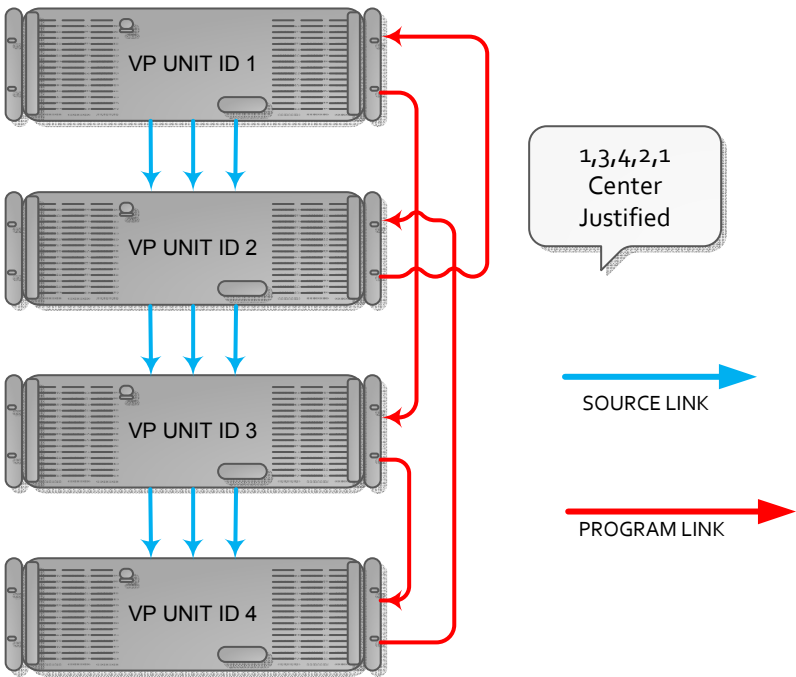 VP UNIT ID 1
1,3,4,2,1
Center
Justified
VP UNIT ID 2
VP UNIT ID 3
SOURCE LINK
PROGRAM LINK
VP UNIT ID 4